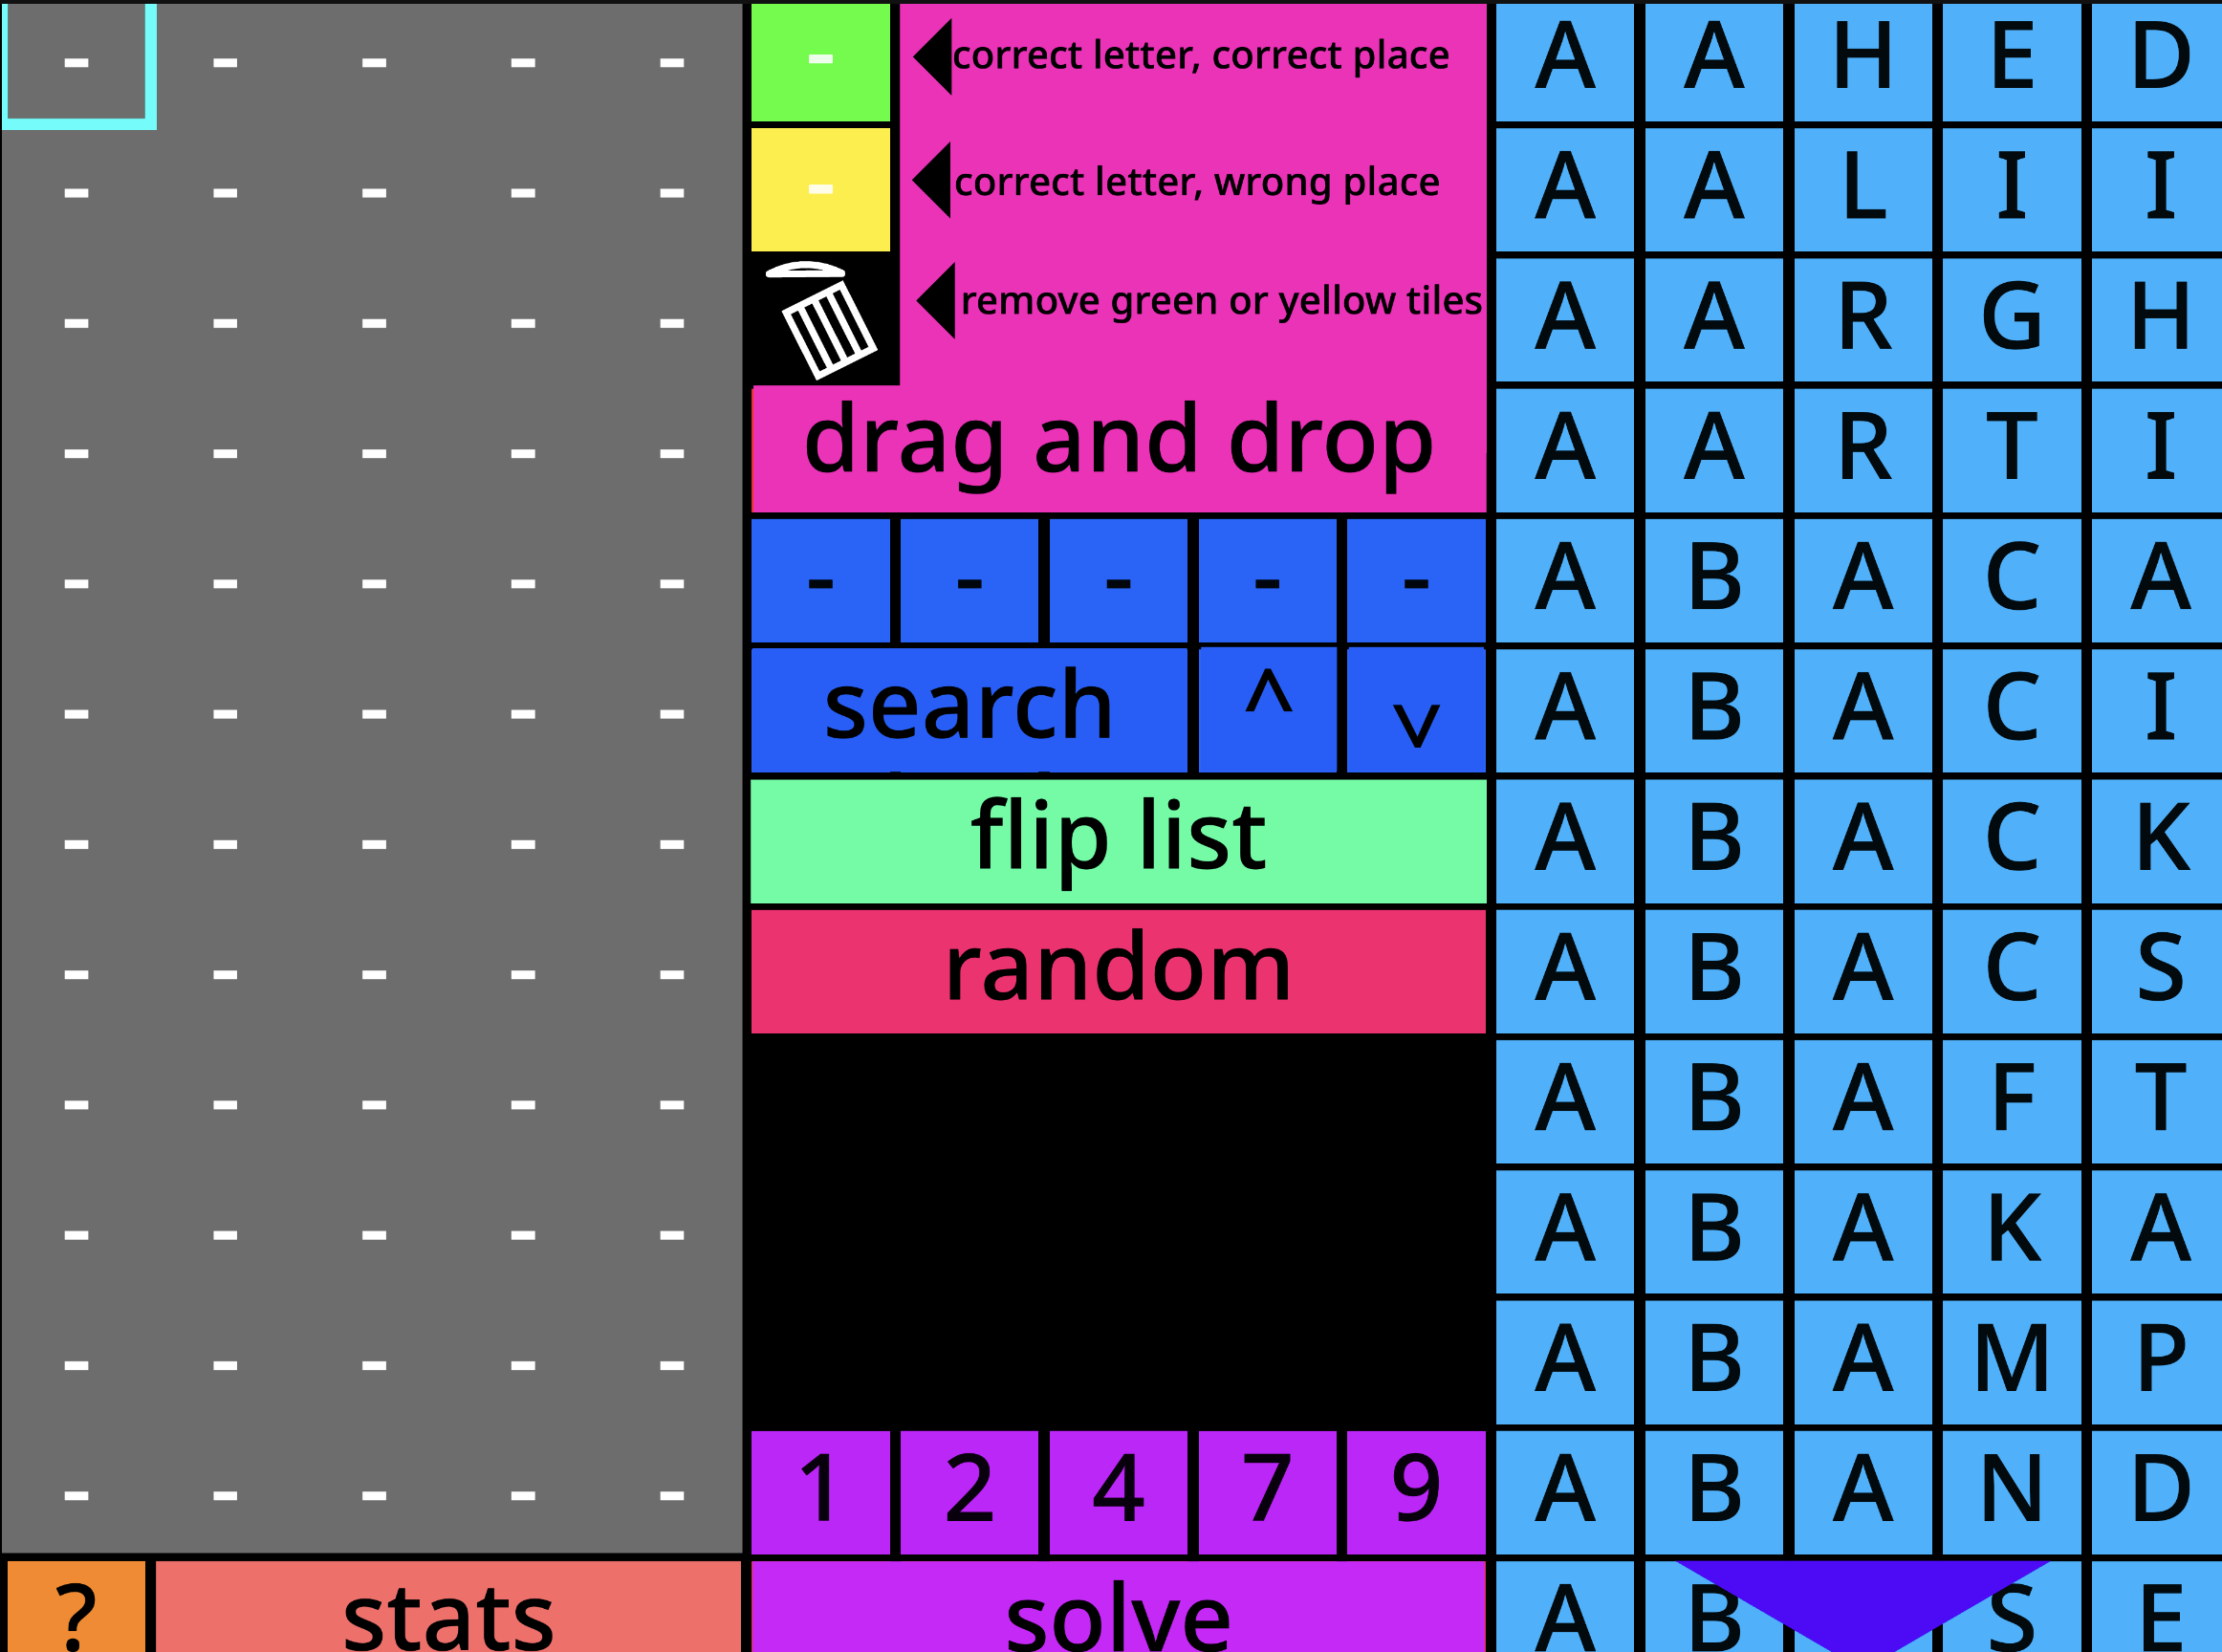 - - - - -
- - - - -
- - - - -
- - - - -
- - - - -
- - - - -
- - - - -
- - - - -
- - - - -
- - - - -
- - - - -
- - - - -
? stats
- correct letter, correct place
- correct letter, wrong place
remove green or yellow tiles
drag and drop
- - - - -
search ^ v
flip list
random
1 2 4 7 9
solve
A A H E D
A A L I I
A A R G H
A A R T I
A B A C A
A B A C I
A B A C K
A B A C S
A B A F T
A B A K A
A B A M P
A B A N D
A B S E